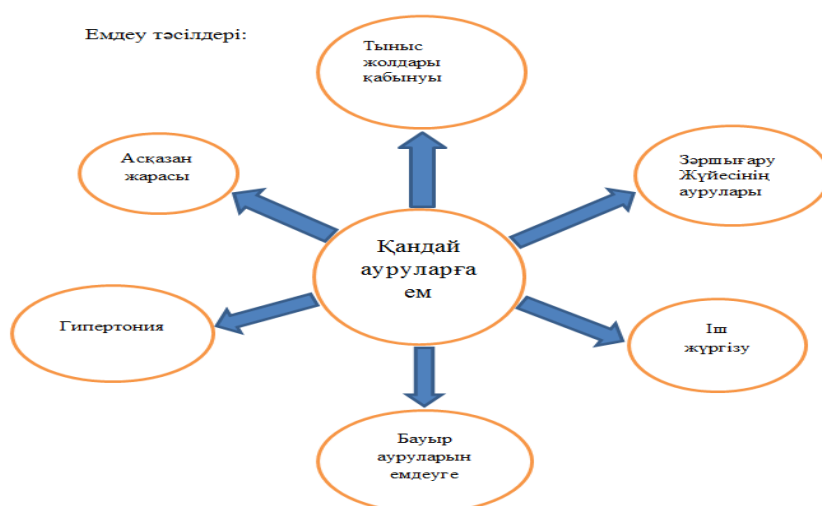 Емдеу тәсілдері:
Тыныс
жолдары
қабынуы
Асқазан
жарасы
Зәршығару
Жүйесінің
аурулары
Қандай
ауруларға
ем
Гипертония
Іш
жүргізу
Бауыр
ауруларын
емдеуге